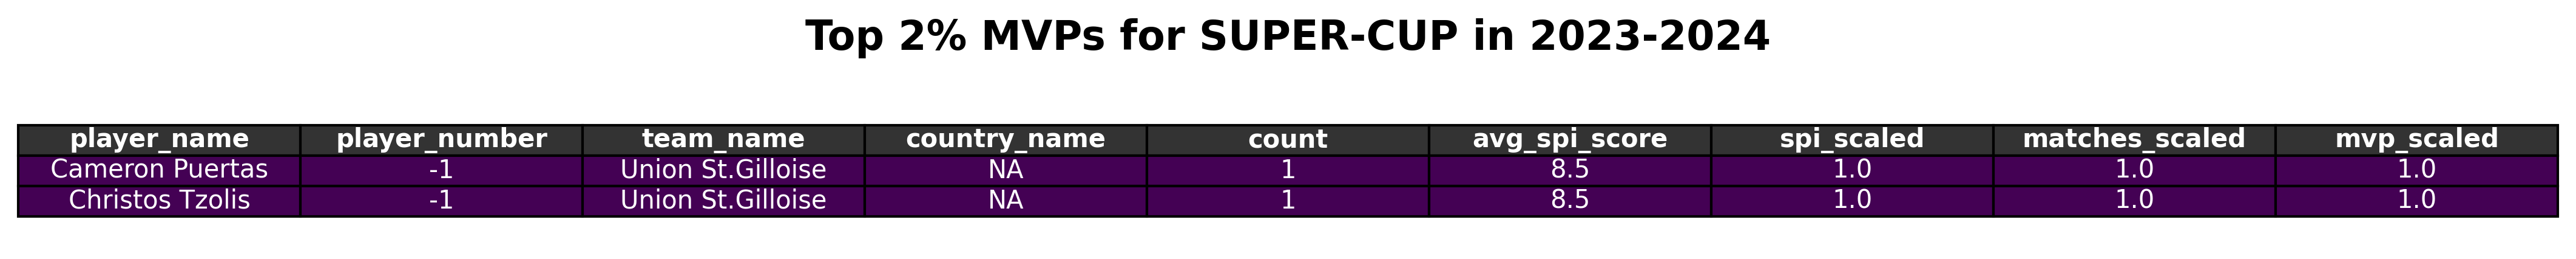 Top 2% MVPs for SUPER-CUP in 2023-2024
player_name player_number team_name country_name count avg_spi_score spi_scaled matches_scaled mvp_scaled
Cameron Puertas -1 Union St.Gilloise NA 1 8.5 1.0 1.0 1.0
Christos Tzolis -1 Union St.Gilloise NA 1 8.5 1.0 1.0 1.0